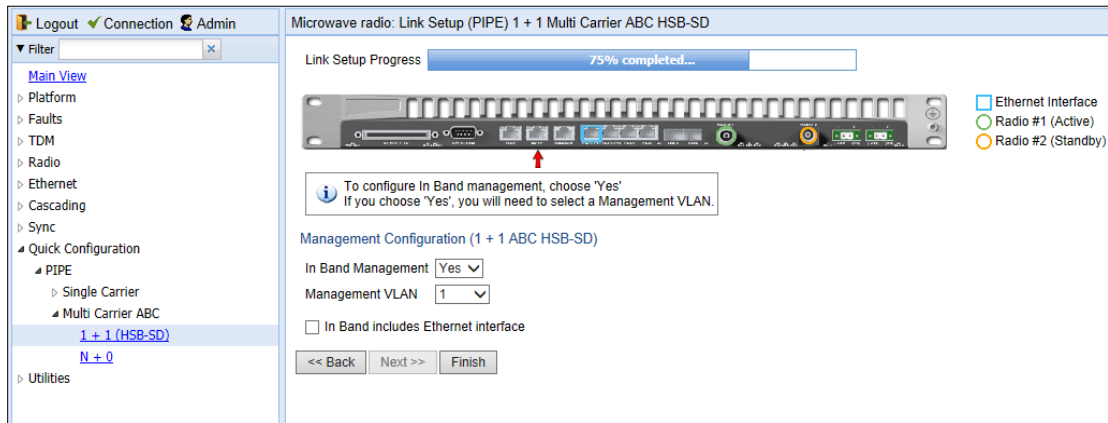 Logout Connection Admin
Filter
Main View
Platform
Faults
TDM
Radio
Ethernet
Cascading
Sync
Quick Configuration
PIPE
Single Carrier
Multi Carrier ABC
1 + 1 (HSB-SD)
N + 0
Utilities
Microwave radio: Link Setup (PIPE) 1 + 1 Multi Carrier ABC HSB-SD
Link Setup Progress 75% completed...
Ethernet Interface
Radio #1 (Active)
Radio #2 (Standby)
To configure In Band management, choose 'Yes'
If you choose 'Yes', you will need to select a Management VLAN.
Management Configuration (1 + 1 ABC HSB-SD)
In Band Management Yes
Management VLAN 1
In Band includes Ethernet interface
<< Back Next >> Finish